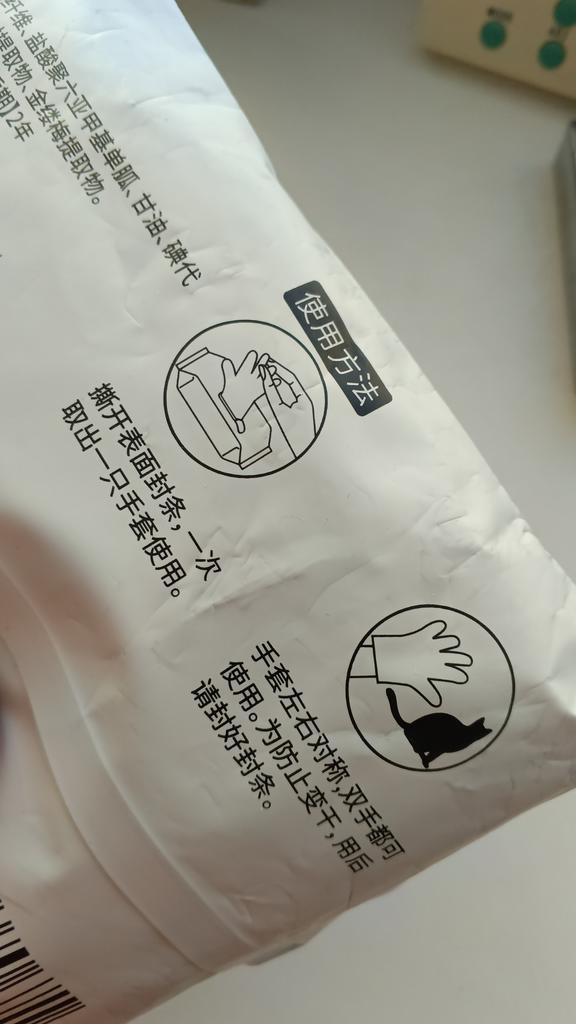 纤维、盐酸聚六亚甲基单胍、甘油、碘代
提取物、金缕梅提取物。
期】2年
使用方法
撕开表面封条，一次
取出一只手套使用。
手套左右对称，双手都可
使用。为防止变干，用后
请封好封条。